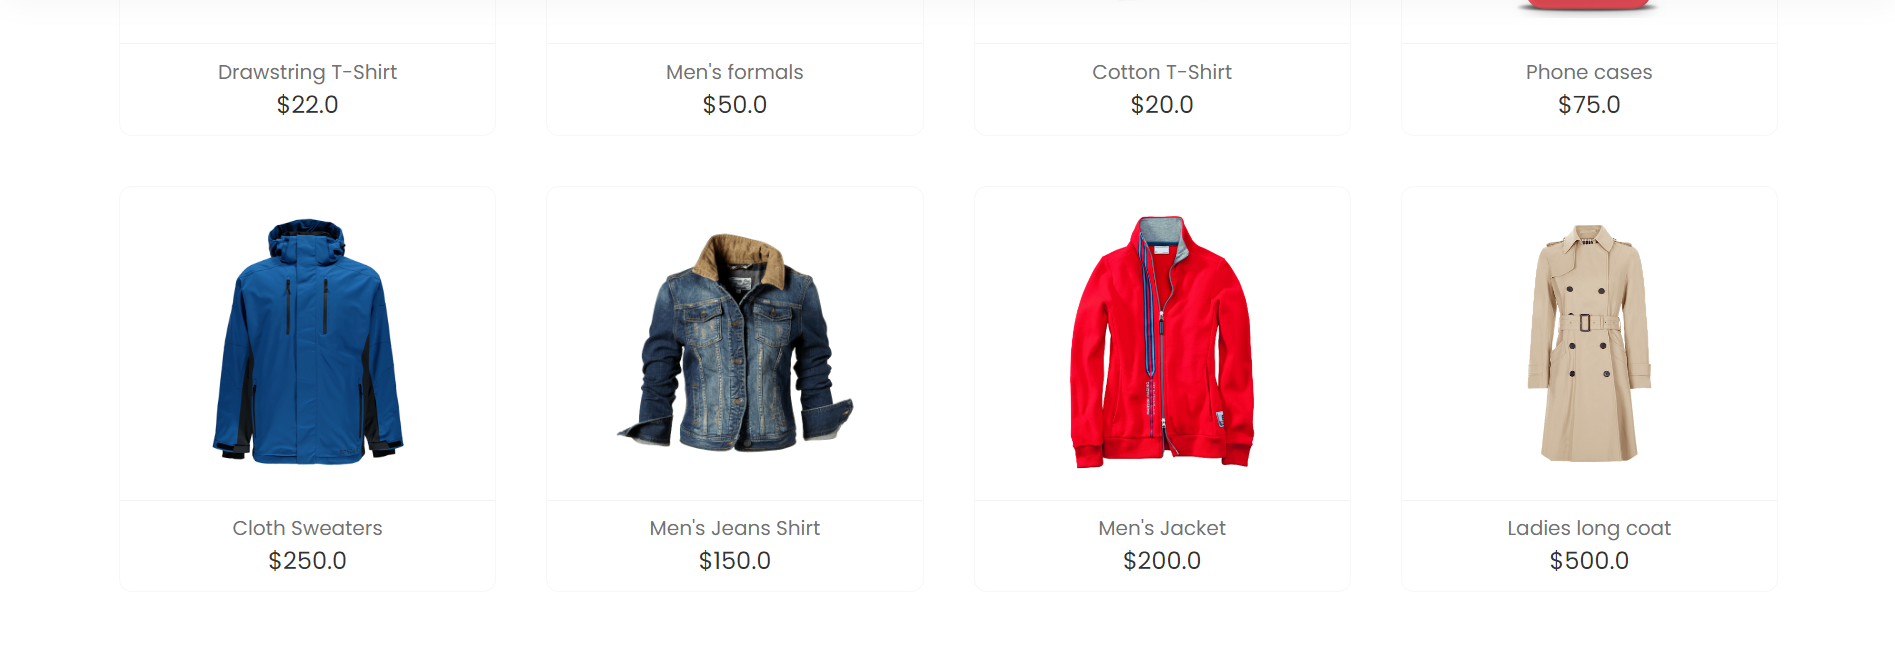 Drawstring T-Shirt
$22.0
Men's formals
$50.0
Cotton T-Shirt
$20.0
Phone cases
$75.0
Cloth Sweaters
$250.0
Men's Jeans Shirt
$150.0
Men's Jacket
$200.0
Ladies long coat
$500.0